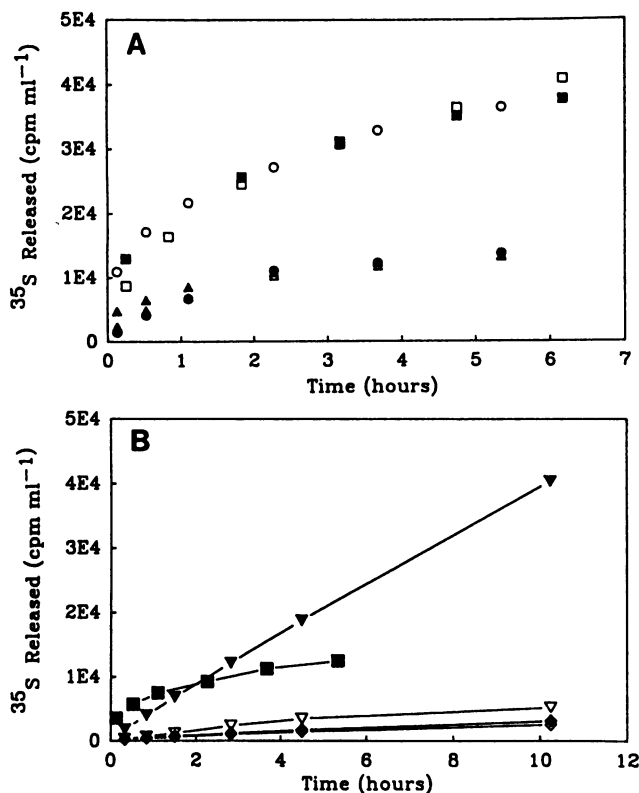 A
5E4
4E4
3E4
2E4
1E4
0
35S Released (cpm ml−1)
0 1 2 3 4 5 6 7
Time (hours)
B
5E4
4E4
3E4
2E4
1E4
0
35S Released (cpm ml−1)
0 2 4 6 8 10 12
Time (hours)